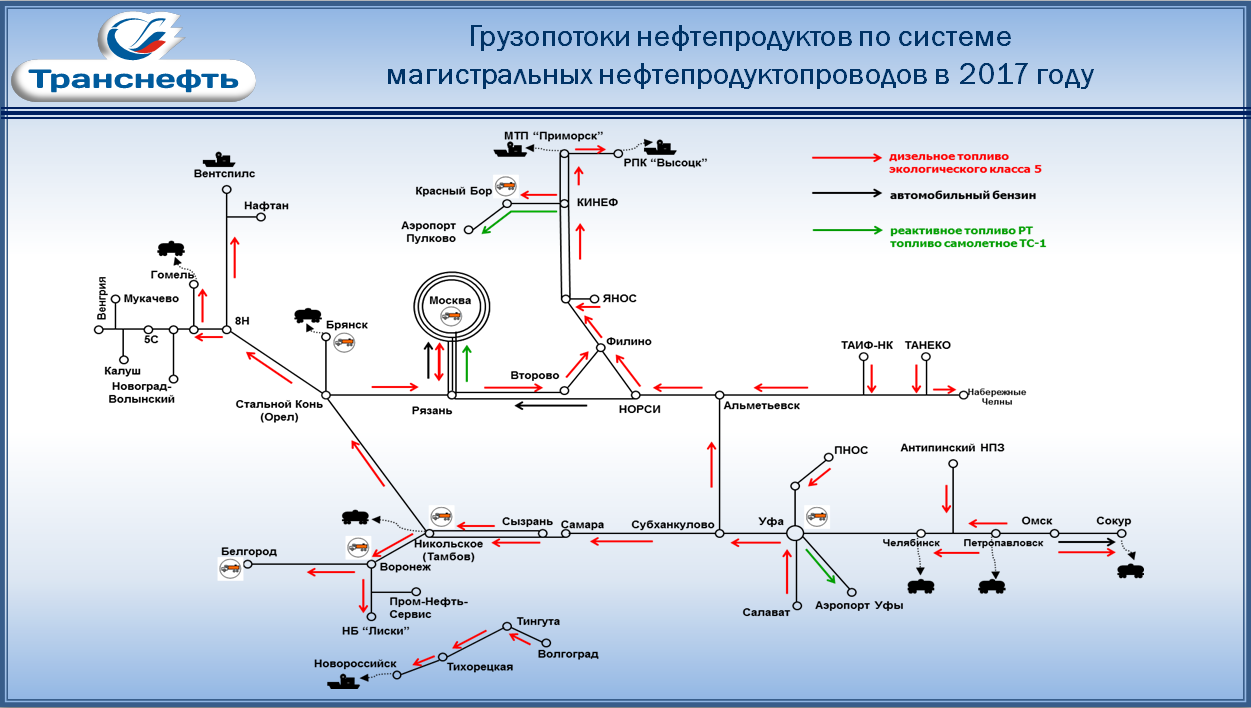 Транснефть
Грузопотоки нефтепродуктов по системе
магистральных нефтепродуктопроводов в 2017 году
дизельное топливо
экологического класса 5
автомобильный бензин
реактивное топливо РТ
топливо самолетное ТС-1
МТП “Приморск”
РПК “Высоцк”
Вентспилс
Красный Бор
КИНЕФ
Нафтан
Аэропорт
Пулково
Гомель
Венгрия
Мукачево
Москва
ЯНОС
8Н
Брянск
5С
Филино
ТАИФ-НК
ТАНЕКО
Калуш
Второво
Новоград-
Волынский
Набережные
Челны
Стальной Конь
(Орел)
Рязань
НОРСИ
Альметьевск
ПНОС
Антипинский НПЗ
Сызрань
Самара
Субханкулово
Уфа
Омск
Сокур
Никольское
(Тамбов)
Челябинск
Петропавловск
Белгород
Воронеж
Пром-Нефть-
Сервис
Салават
Аэропорт Уфы
НБ “Лиски”
Тингута
Волгоград
Новороссийск
Тихорецкая